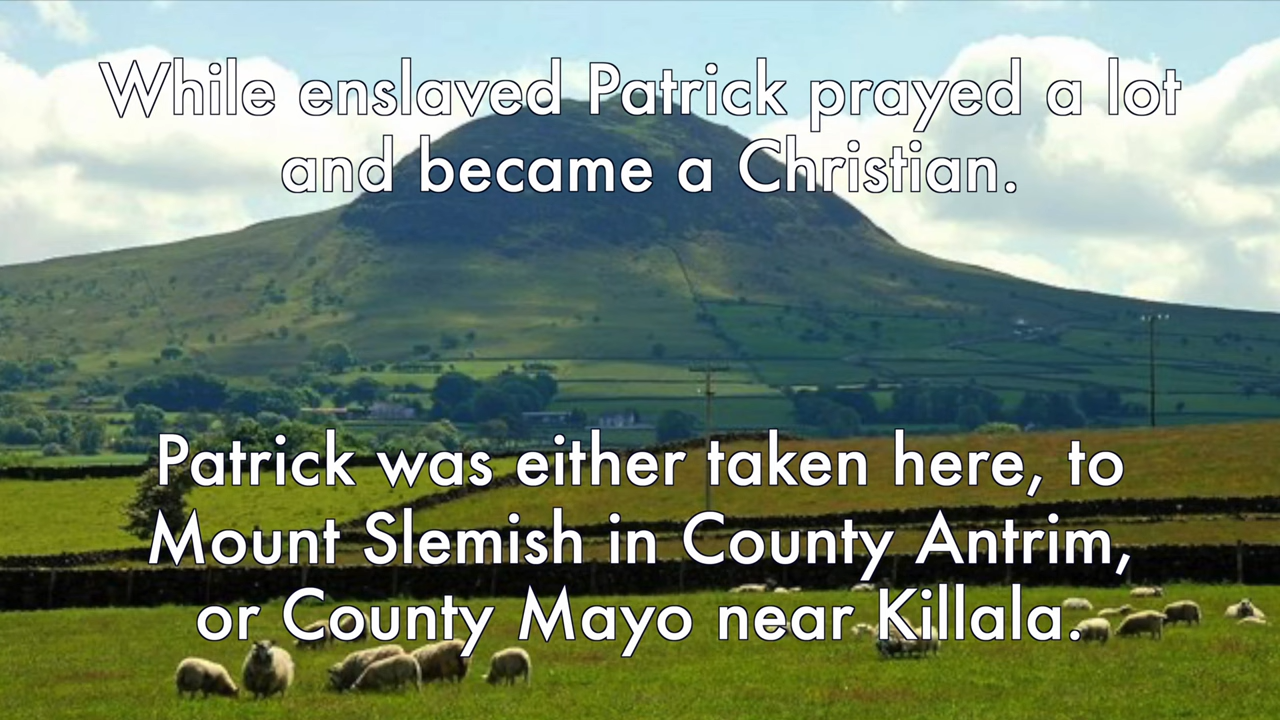 While enslaved Patrick prayed a lot
and became a Christian.
Patrick was either taken here, to
Mount Slemish in County Antrim,
or County Mayo near Killala.